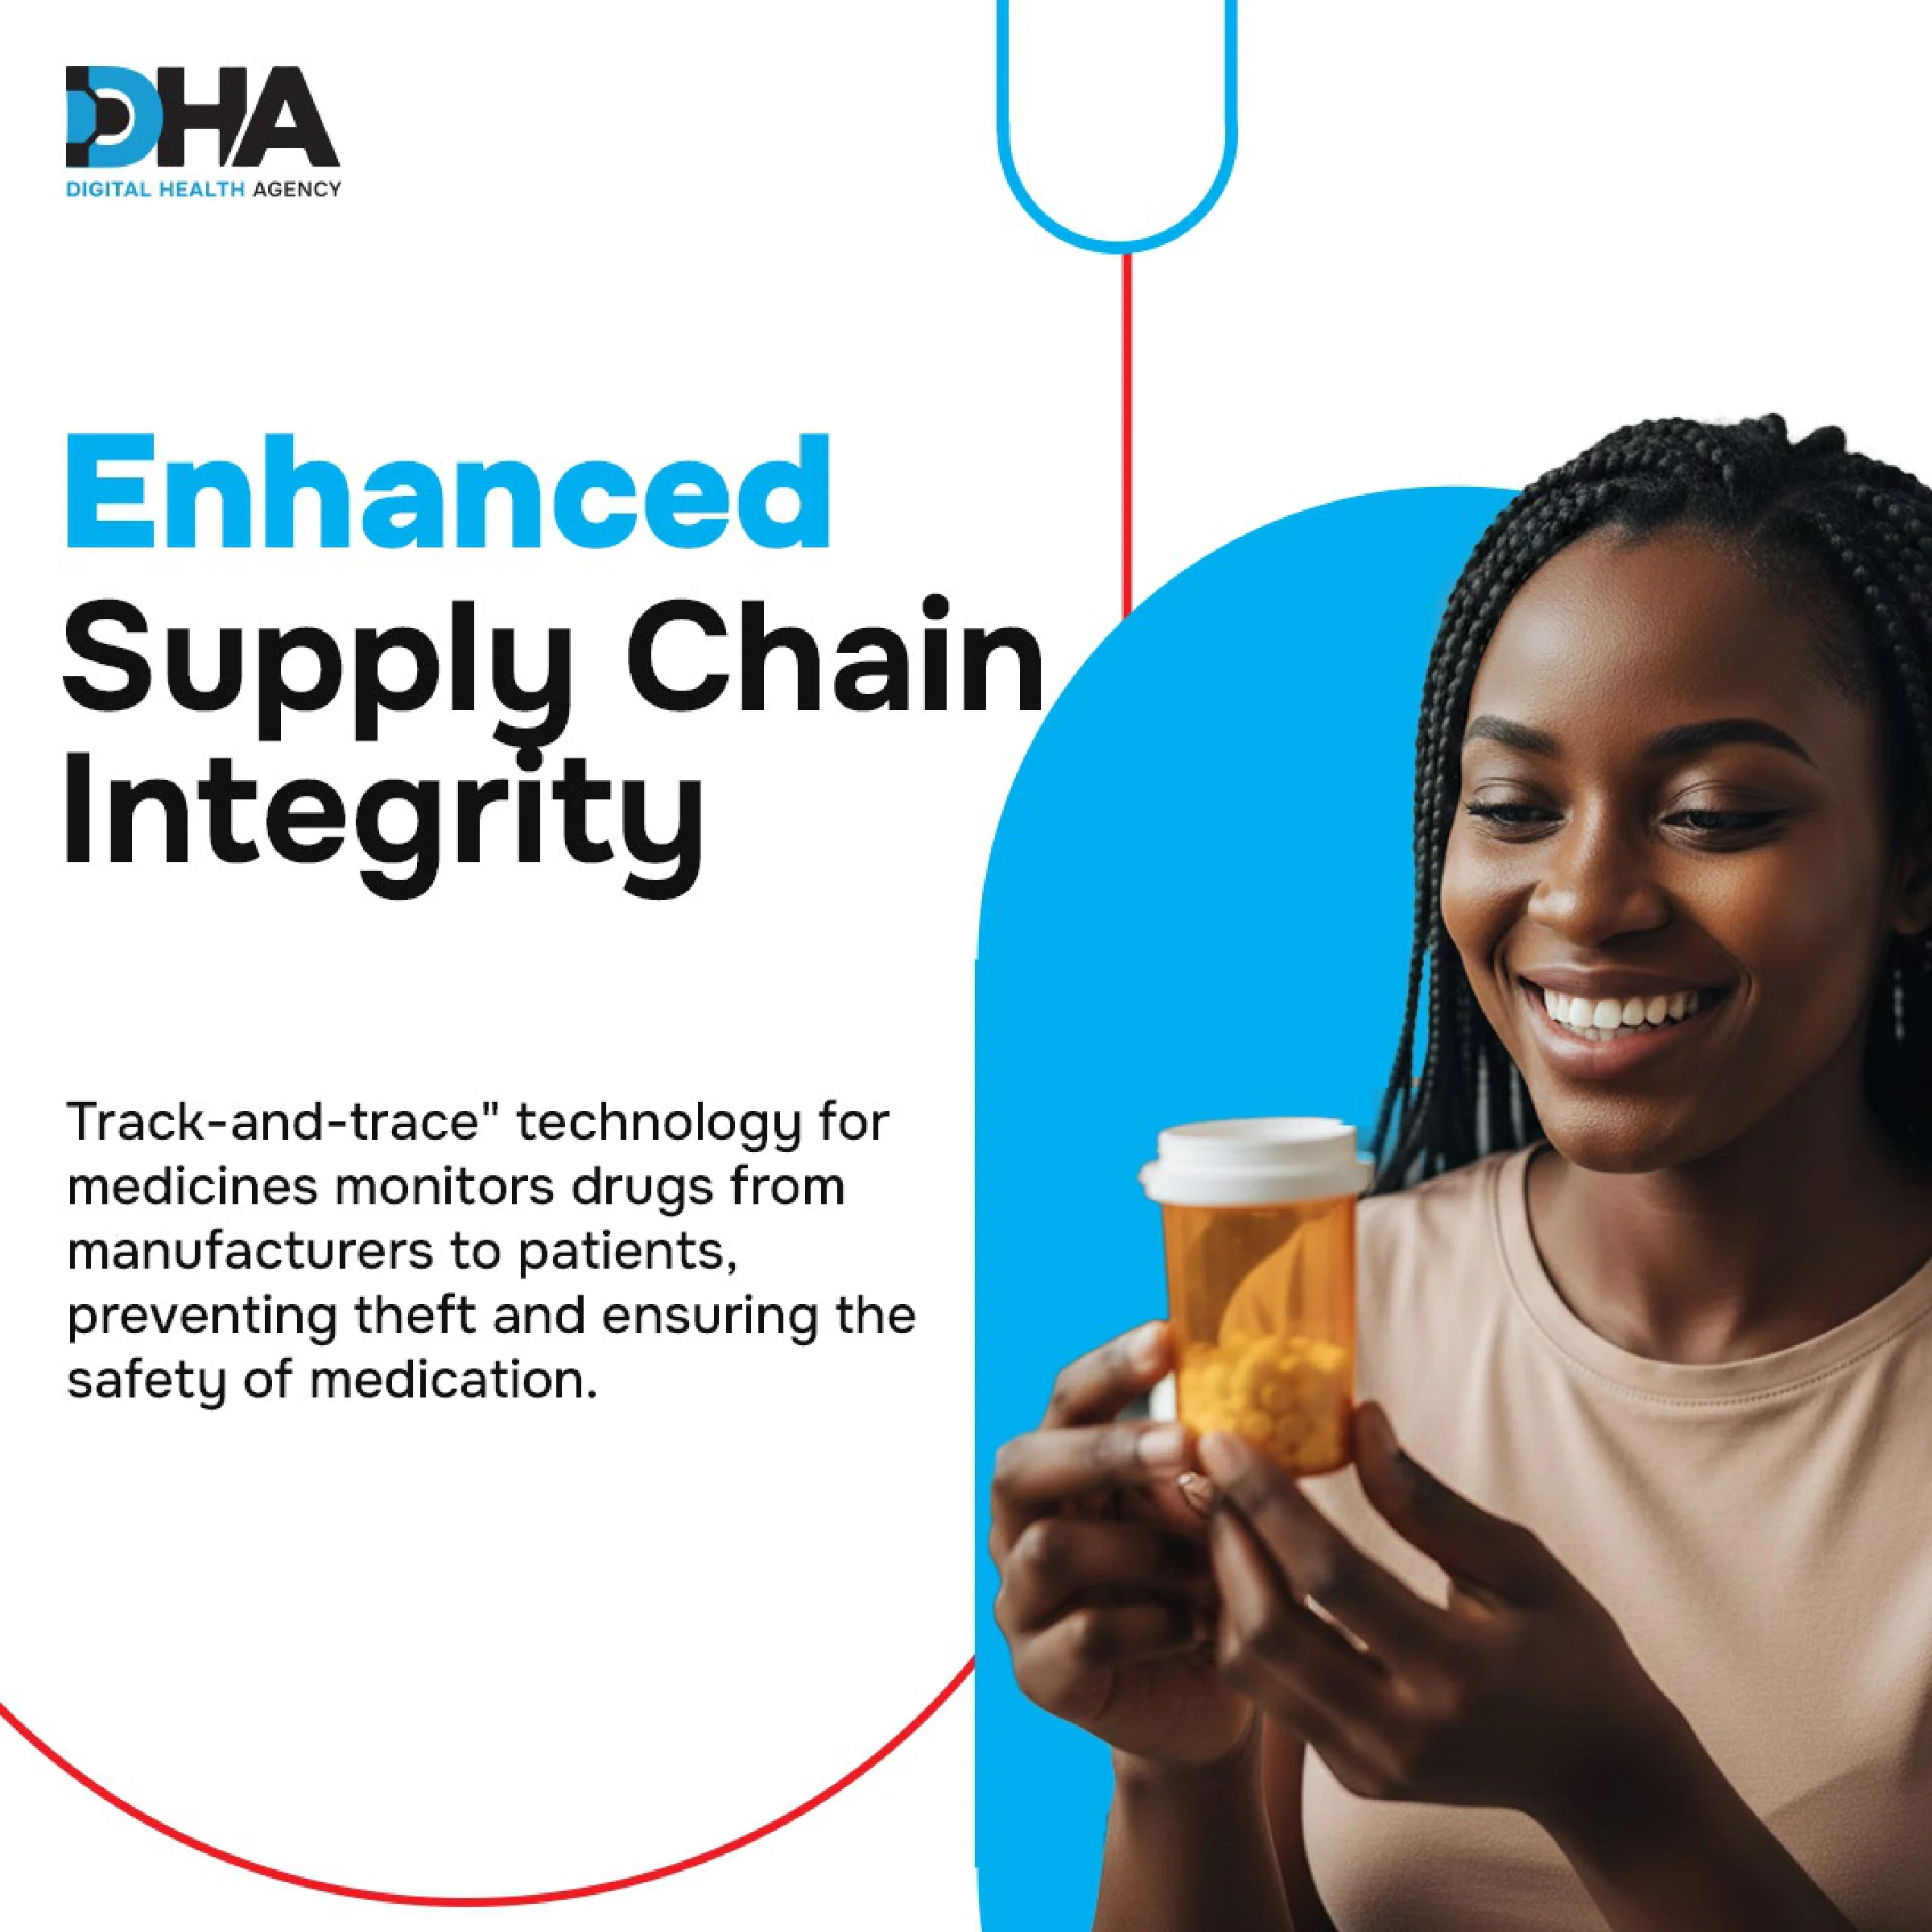 DHA
DIGITAL HEALTH AGENCY
Enhanced
Supply Chain
Integrity
Track-and-trace" technology for
medicines monitors drugs from
manufacturers to patients,
preventing theft and ensuring the
safety of medication.